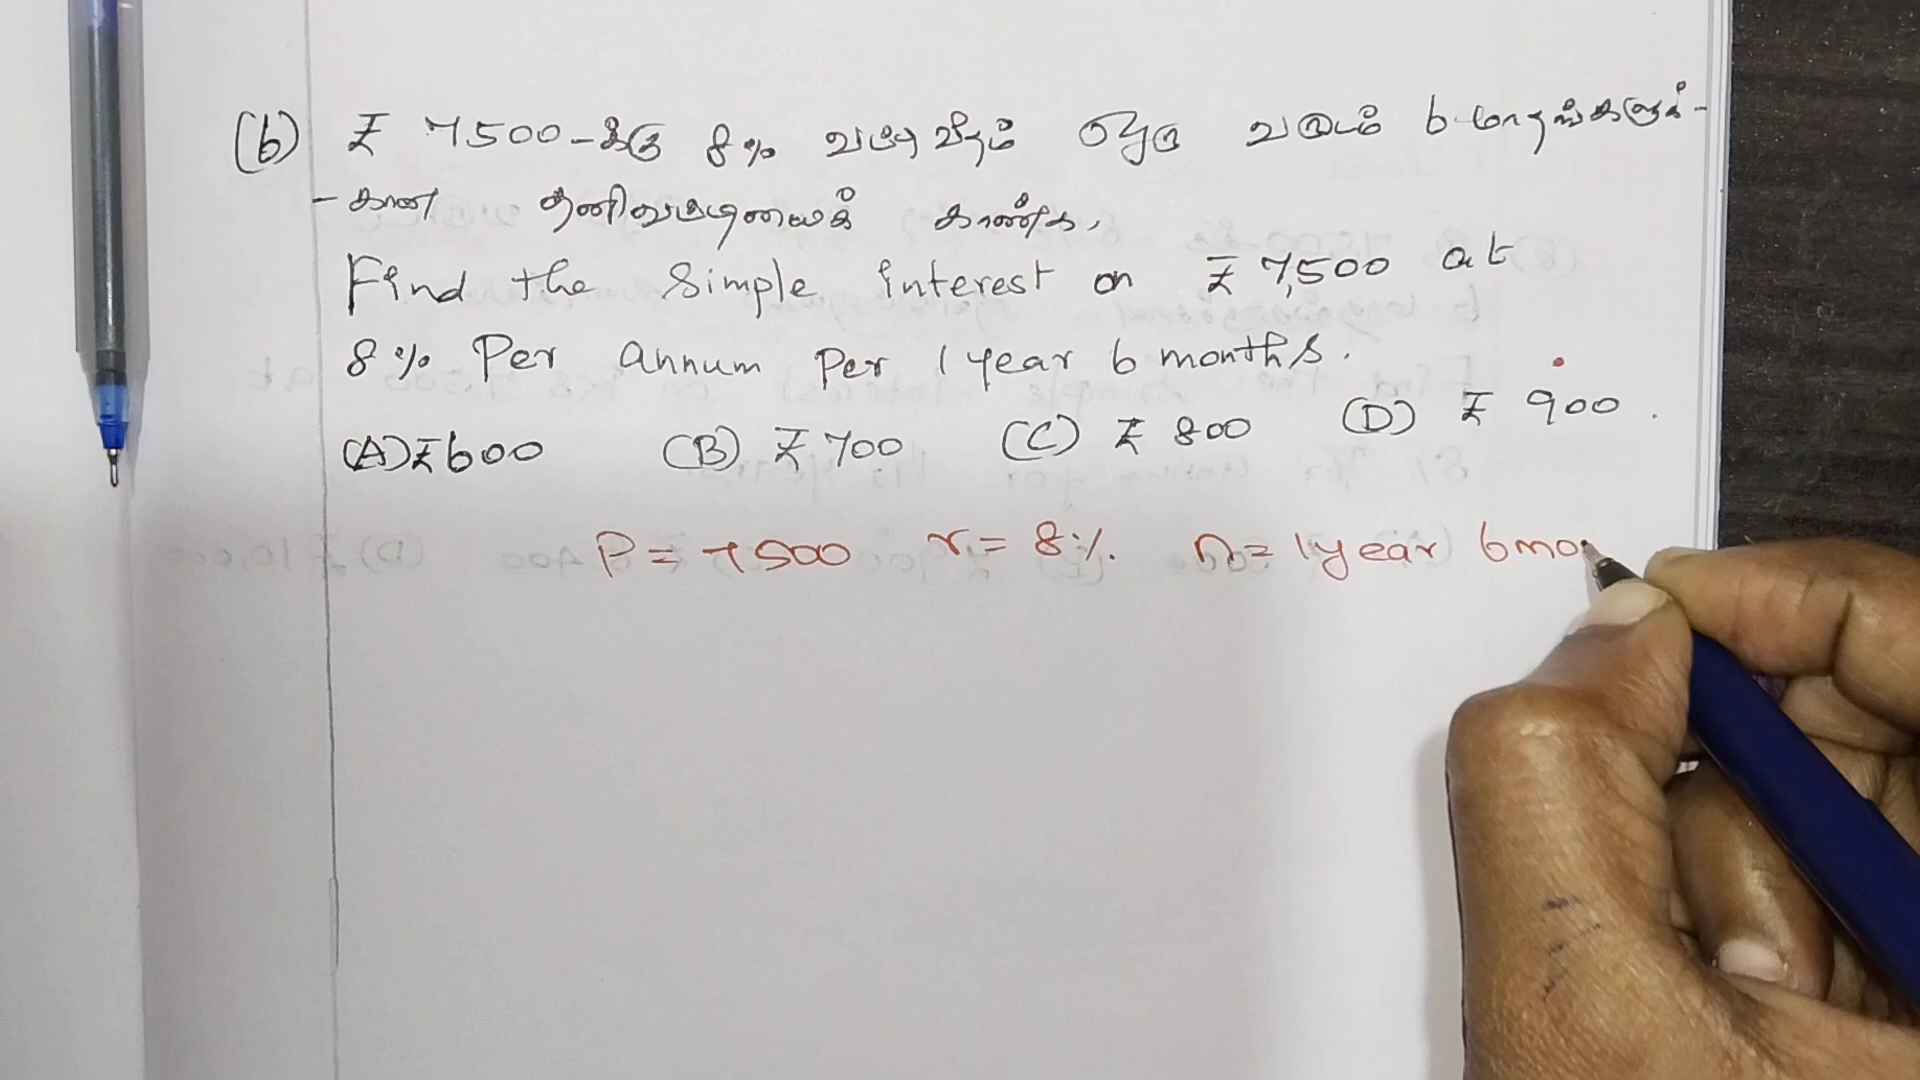 (6) ₹ 7500-க்கு 8% வட்டி வீதம் ஒரு வருடம் 6 மாதங்களுக்-
-கான தனிவட்டியைக் காண்க.
Find the Simple interest on ₹ 7,500 at
8% Per annum Per 1 year 6 months.
(A) ₹600 (B) ₹ 700 (C) ₹ 800 (D) ₹ 900.
P = 7500 r = 8% n = 1 year 6 mo